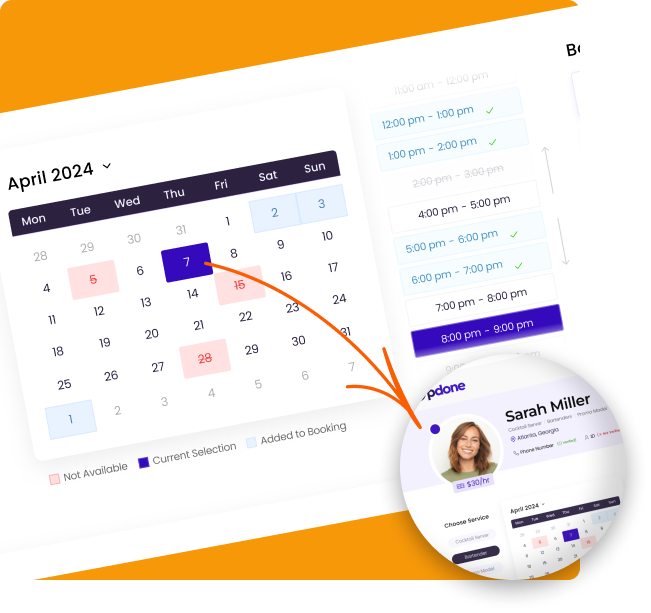 April 2024
Mon Tue Wed Thu Fri Sat Sun
28 29 30 31 1 2 3
4 5 6 7 8 9 10
11 12 13 14 15 16 17
18 19 20 21 22 23 24
25 26 27 28 29 30 31
1 2 3 4 5 6 7
Not Available
Current Selection
Added to Booking
11:00 am - 12:00 pm
12:00 pm - 1:00 pm
1:00 pm - 2:00 pm
2:00 pm - 3:00 pm
4:00 pm - 5:00 pm
5:00 pm - 6:00 pm
6:00 pm - 7:00 pm
7:00 pm - 8:00 pm
8:00 pm - 9:00 pm
pdone
Sarah Miller
Cocktail Server Bartenders Promo Model
Atlanta, Georgia
Phone Number
ID
$30/hr
Choose Service
Cocktail Server
Bartender
Model
April 2024
Mon Tue Wed Thu Fri Sat Sun